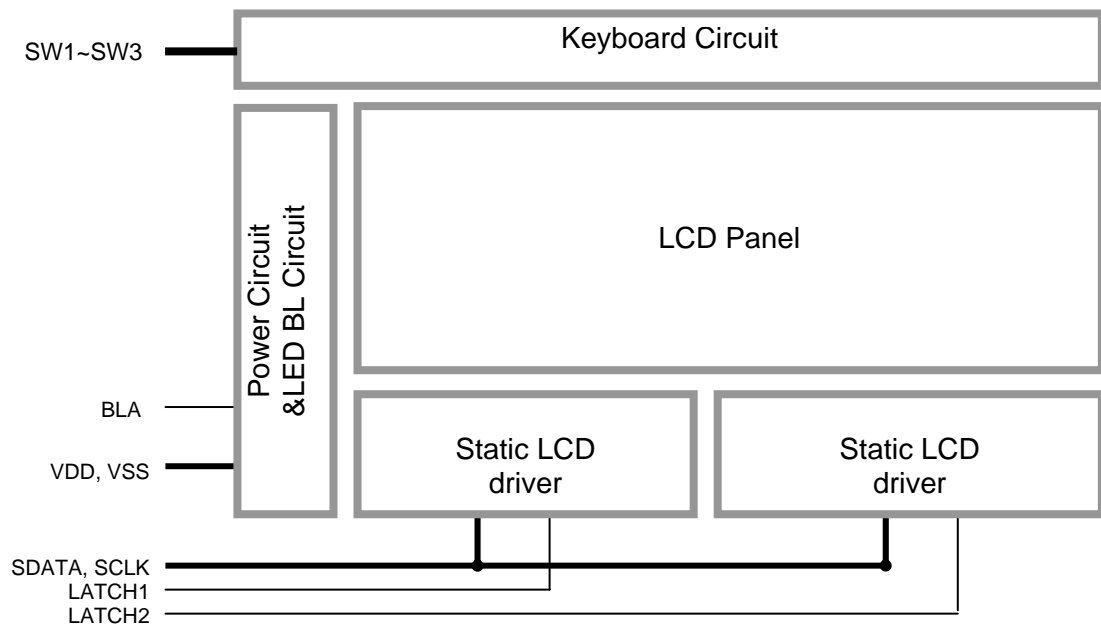 SW1~SW3
Keyboard Circuit
Power Circuit
&LED BL Circuit
LCD Panel
BLA
VDD, VSS
Static LCD
driver
Static LCD
driver
SDATA, SCLK
LATCH1
LATCH2